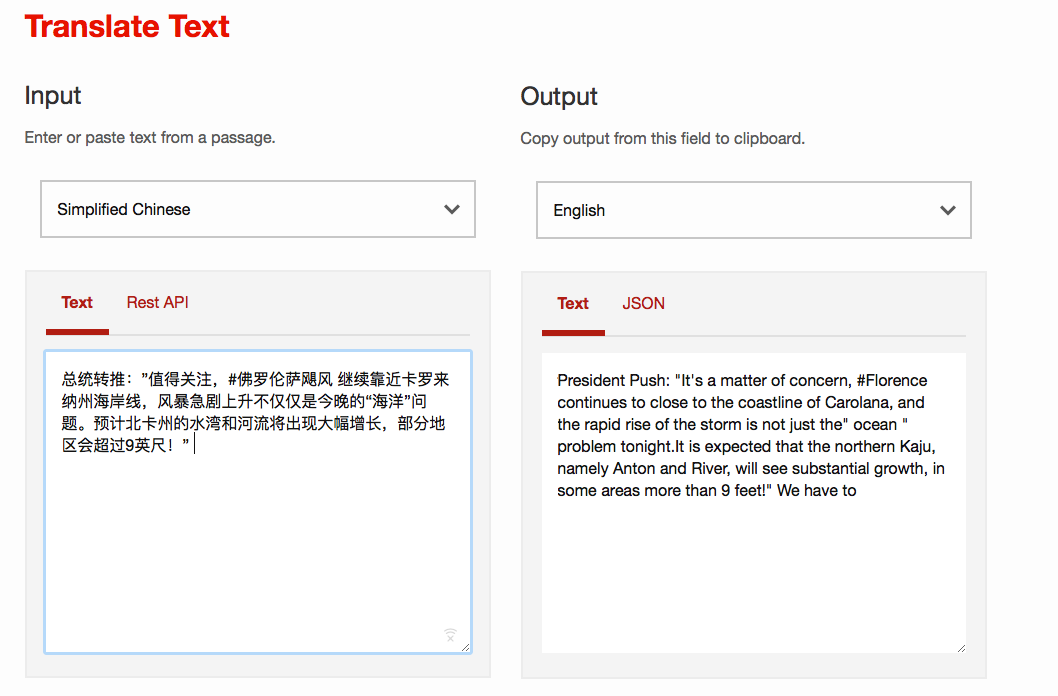 Translate Text
Input
Enter or paste text from a passage.
Simplified Chinese
Text
Rest API
总统转推：”值得关注，#佛罗伦萨飓风 继续靠近卡罗来
纳州海岸线，风暴急剧上升不仅仅是今晚的“海洋”问
题。预计北卡州的水湾和河流将出现大幅增长，部分地
区会超过9英尺！”
Output
Copy output from this field to clipboard.
English
Text
JSON
President Push: "It's a matter of concern, #Florence
continues to close to the coastline of Carolana, and
the rapid rise of the storm is not just the" ocean "
problem tonight.It is expected that the northern Kaju,
namely Anton and River, will see substantial growth, in
some areas more than 9 feet!" We have to